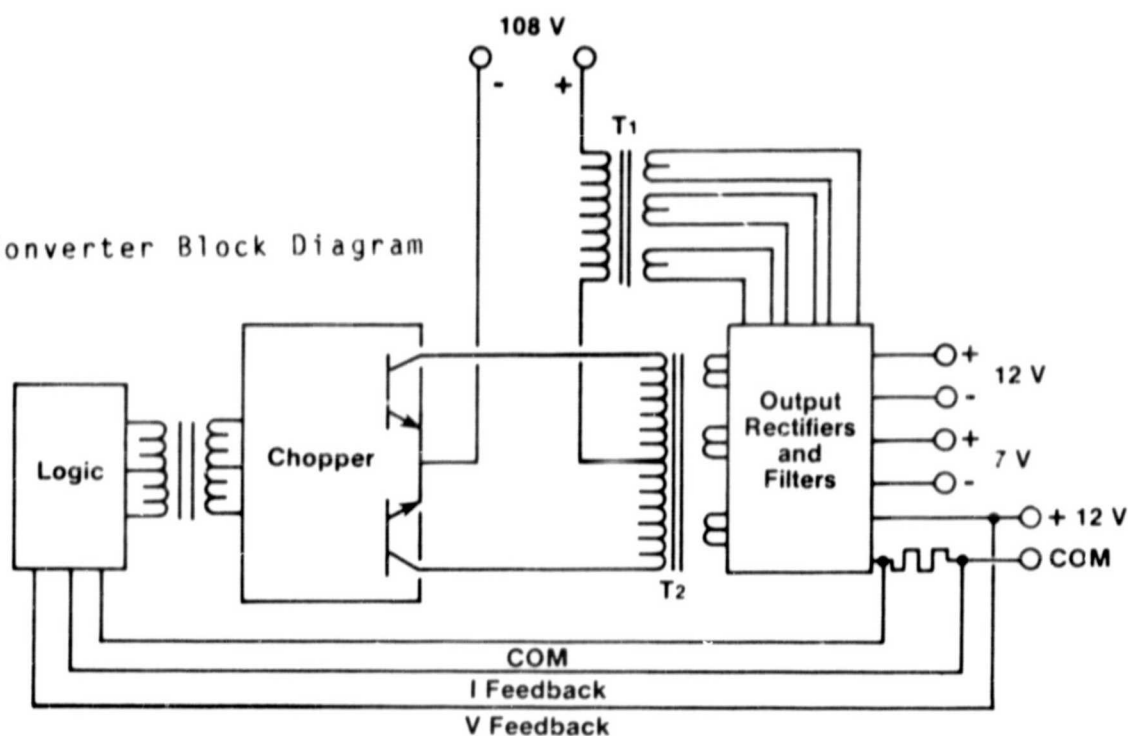 108 V
- +
T1
onverter Block Diagram
Logic
Chopper
Output
Rectifiers
and
Filters
T2
+
12 V
-
+
7 V
-
+ 12 V
COM
COM
I Feedback
V Feedback